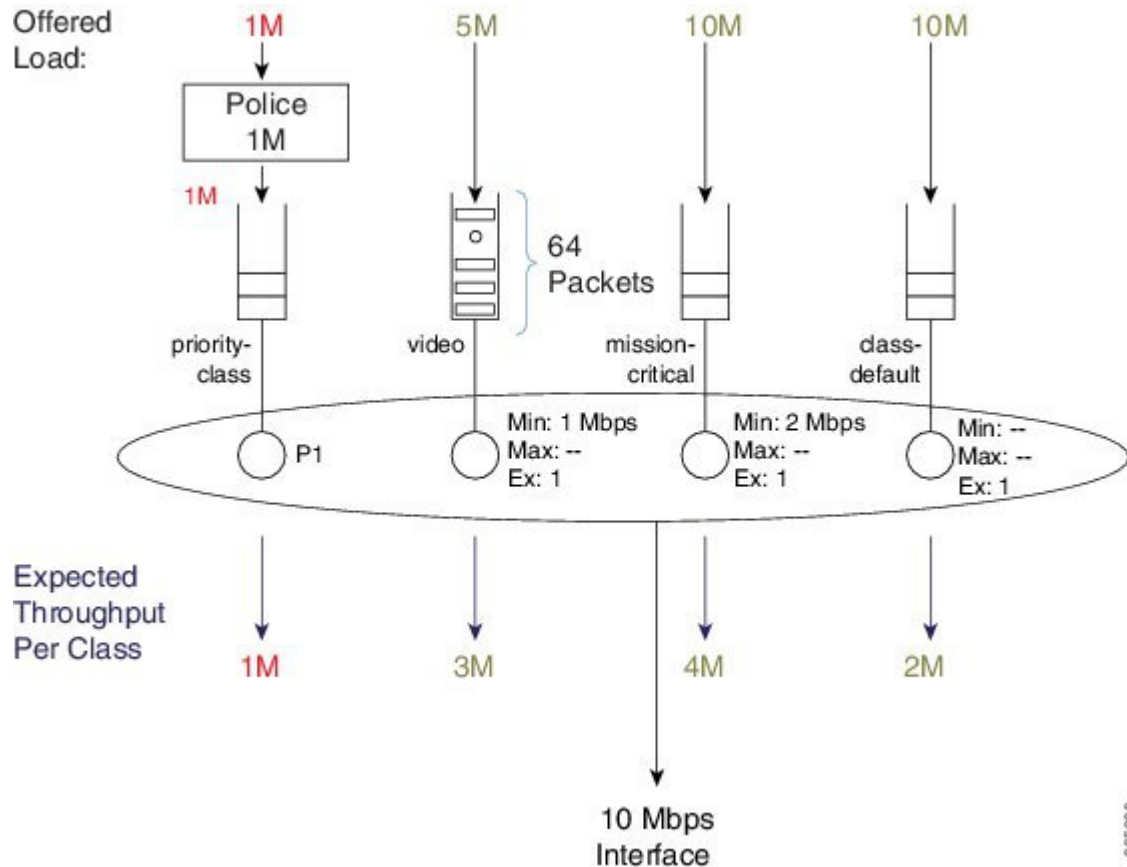 Offered
Load:
1M
5M
10M
10M
Police
1M
1M
64
Packets
priority-
class
video
mission-
critical
class-
default
P1
Min: 1 Mbps
Max: --
Ex: 1
Min: 2 Mbps
Max: --
Ex: 1
Min: --
Max: --
Ex: 1
Expected
Throughput
Per Class
1M
3M
4M
2M
10 Mbps
Interface